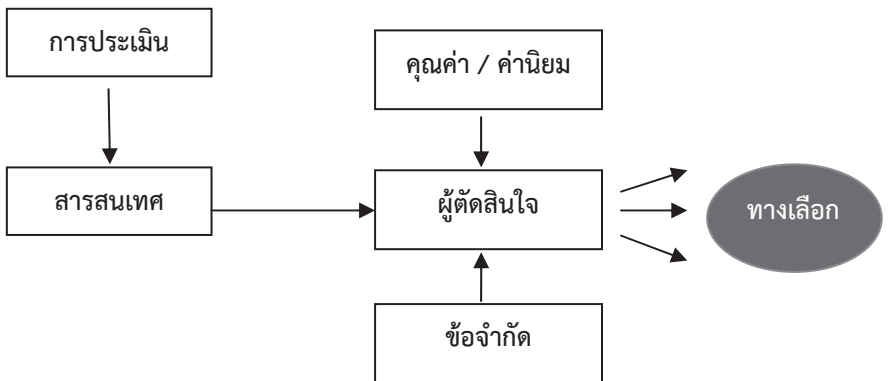 การประเมิน
คุณค่า / ค่านิยม
สารสนเทศ
ผู้ตัดสินใจ
ทางเลือก
ข้อจำกัด